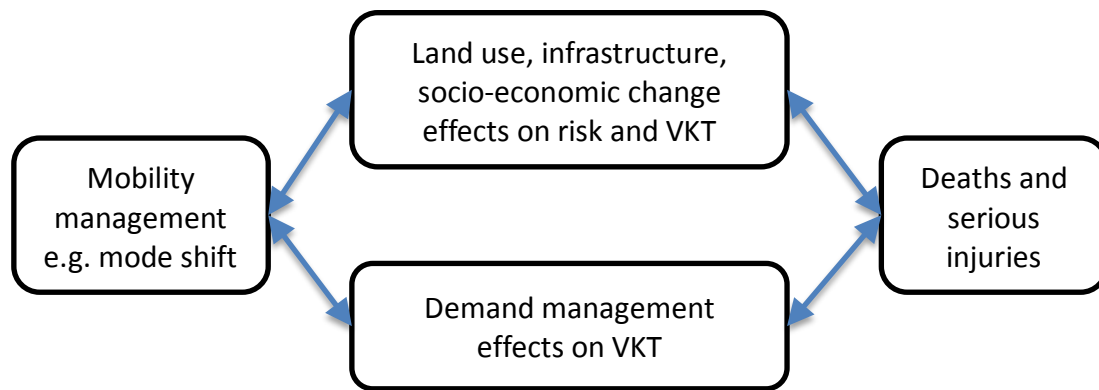 Land use, infrastructure,
socio-economic change
effects on risk and VKT
Mobility
management
e.g. mode shift
Deaths and
serious
injuries
Demand management
effects on VKT